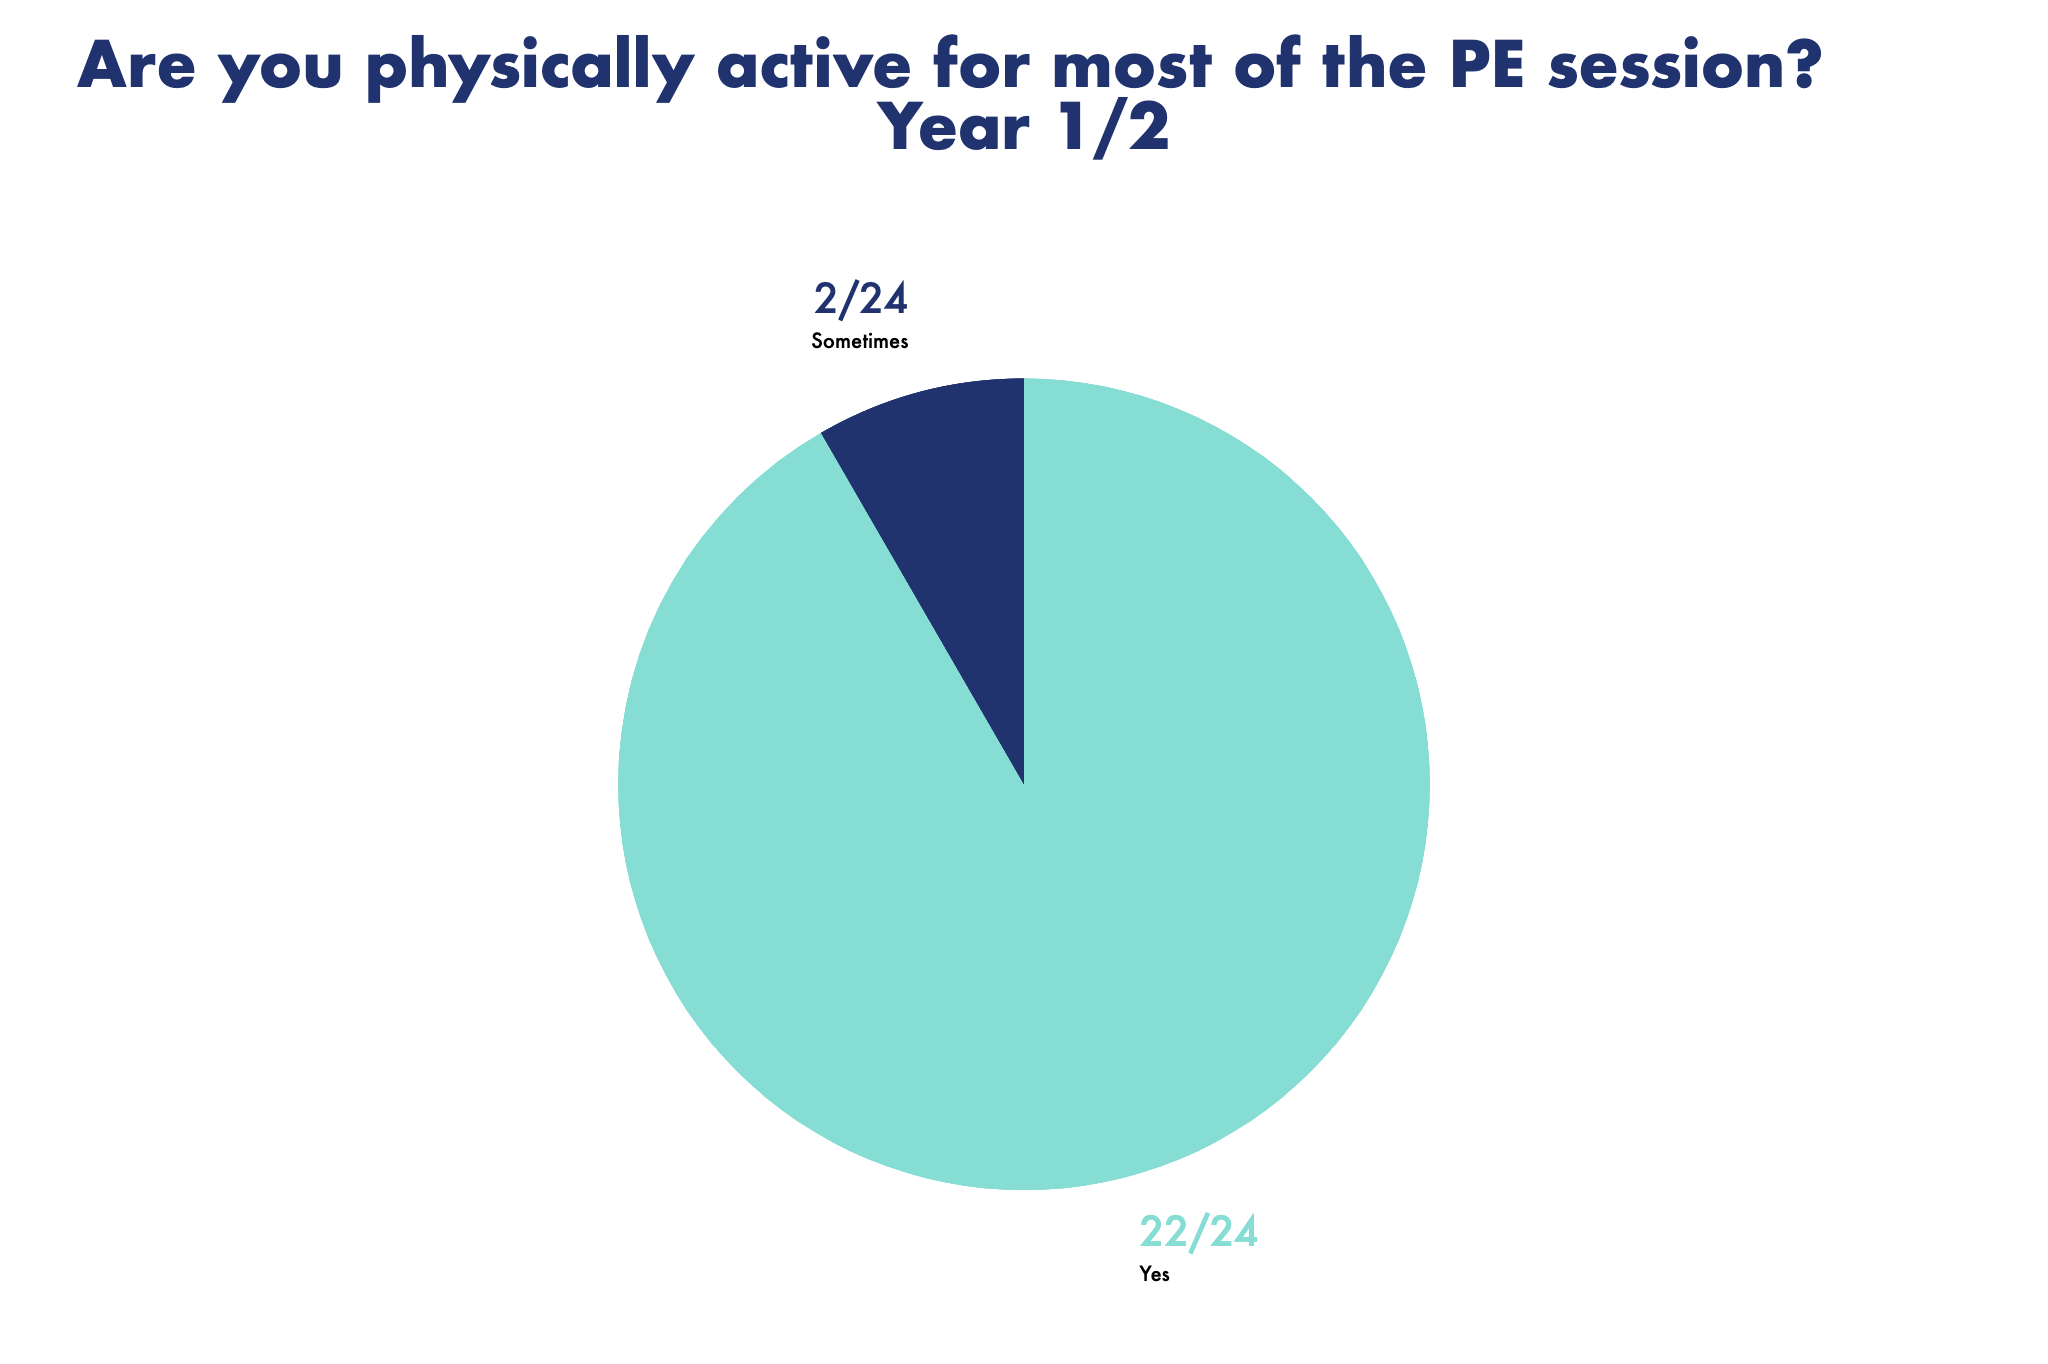 Are you physically active for most of the PE session?
Year 1/2
2/24
Sometimes
22/24
Yes